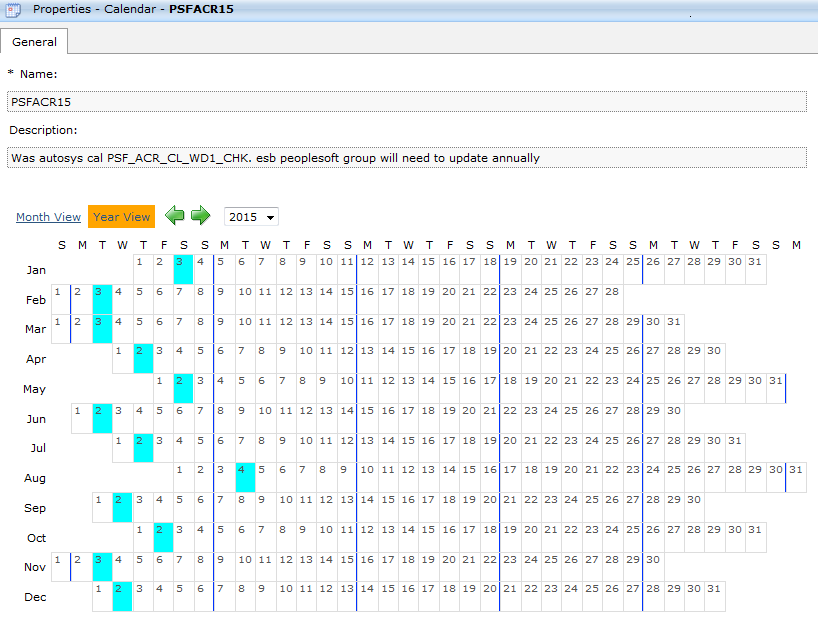 Properties - Calendar - PSFACR15
General
* Name:
PSFACR15
Description:
Was autosys cal PSF_ACR_CL_WD1_CHK. esb peoplesoft group will need to update annually
Month View Year View 2015
S M T W T F S S M T W T F S S M T W T F S S M T W T F S S M T W T F S S M
Jan 1 2 3 4 5 6 7 8 9 10 11 12 13 14 15 16 17 18 19 20 21 22 23 24 25 26 27 28 29 30 31
Feb 1 2 3 4 5 6 7 8 9 10 11 12 13 14 15 16 17 18 19 20 21 22 23 24 25 26 27 28
Mar 1 2 3 4 5 6 7 8 9 10 11 12 13 14 15 16 17 18 19 20 21 22 23 24 25 26 27 28 29 30 31
Apr 1 2 3 4 5 6 7 8 9 10 11 12 13 14 15 16 17 18 19 20 21 22 23 24 25 26 27 28 29 30
May 1 2 3 4 5 6 7 8 9 10 11 12 13 14 15 16 17 18 19 20 21 22 23 24 25 26 27 28 29 30 31
Jun 1 2 3 4 5 6 7 8 9 10 11 12 13 14 15 16 17 18 19 20 21 22 23 24 25 26 27 28 29 30
Jul 1 2 3 4 5 6 7 8 9 10 11 12 13 14 15 16 17 18 19 20 21 22 23 24 25 26 27 28 29 30 31
Aug 1 2 3 4 5 6 7 8 9 10 11 12 13 14 15 16 17 18 19 20 21 22 23 24 25 26 27 28 29 30 31
Sep 1 2 3 4 5 6 7 8 9 10 11 12 13 14 15 16 17 18 19 20 21 22 23 24 25 26 27 28 29 30
Oct 1 2 3 4 5 6 7 8 9 10 11 12 13 14 15 16 17 18 19 20 21 22 23 24 25 26 27 28 29 30 31
Nov 1 2 3 4 5 6 7 8 9 10 11 12 13 14 15 16 17 18 19 20 21 22 23 24 25 26 27 28 29 30
Dec 1 2 3 4 5 6 7 8 9 10 11 12 13 14 15 16 17 18 19 20 21 22 23 24 25 26 27 28 29 30 31